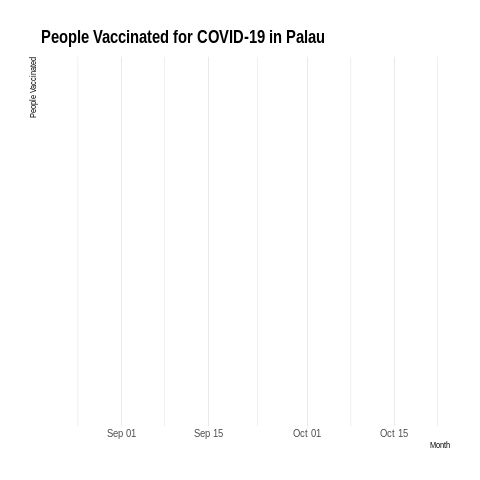 People Vaccinated for COVID-19 in Palau
People Vaccinated
Sep 01 Sep 15 Oct 01 Oct 15
Month